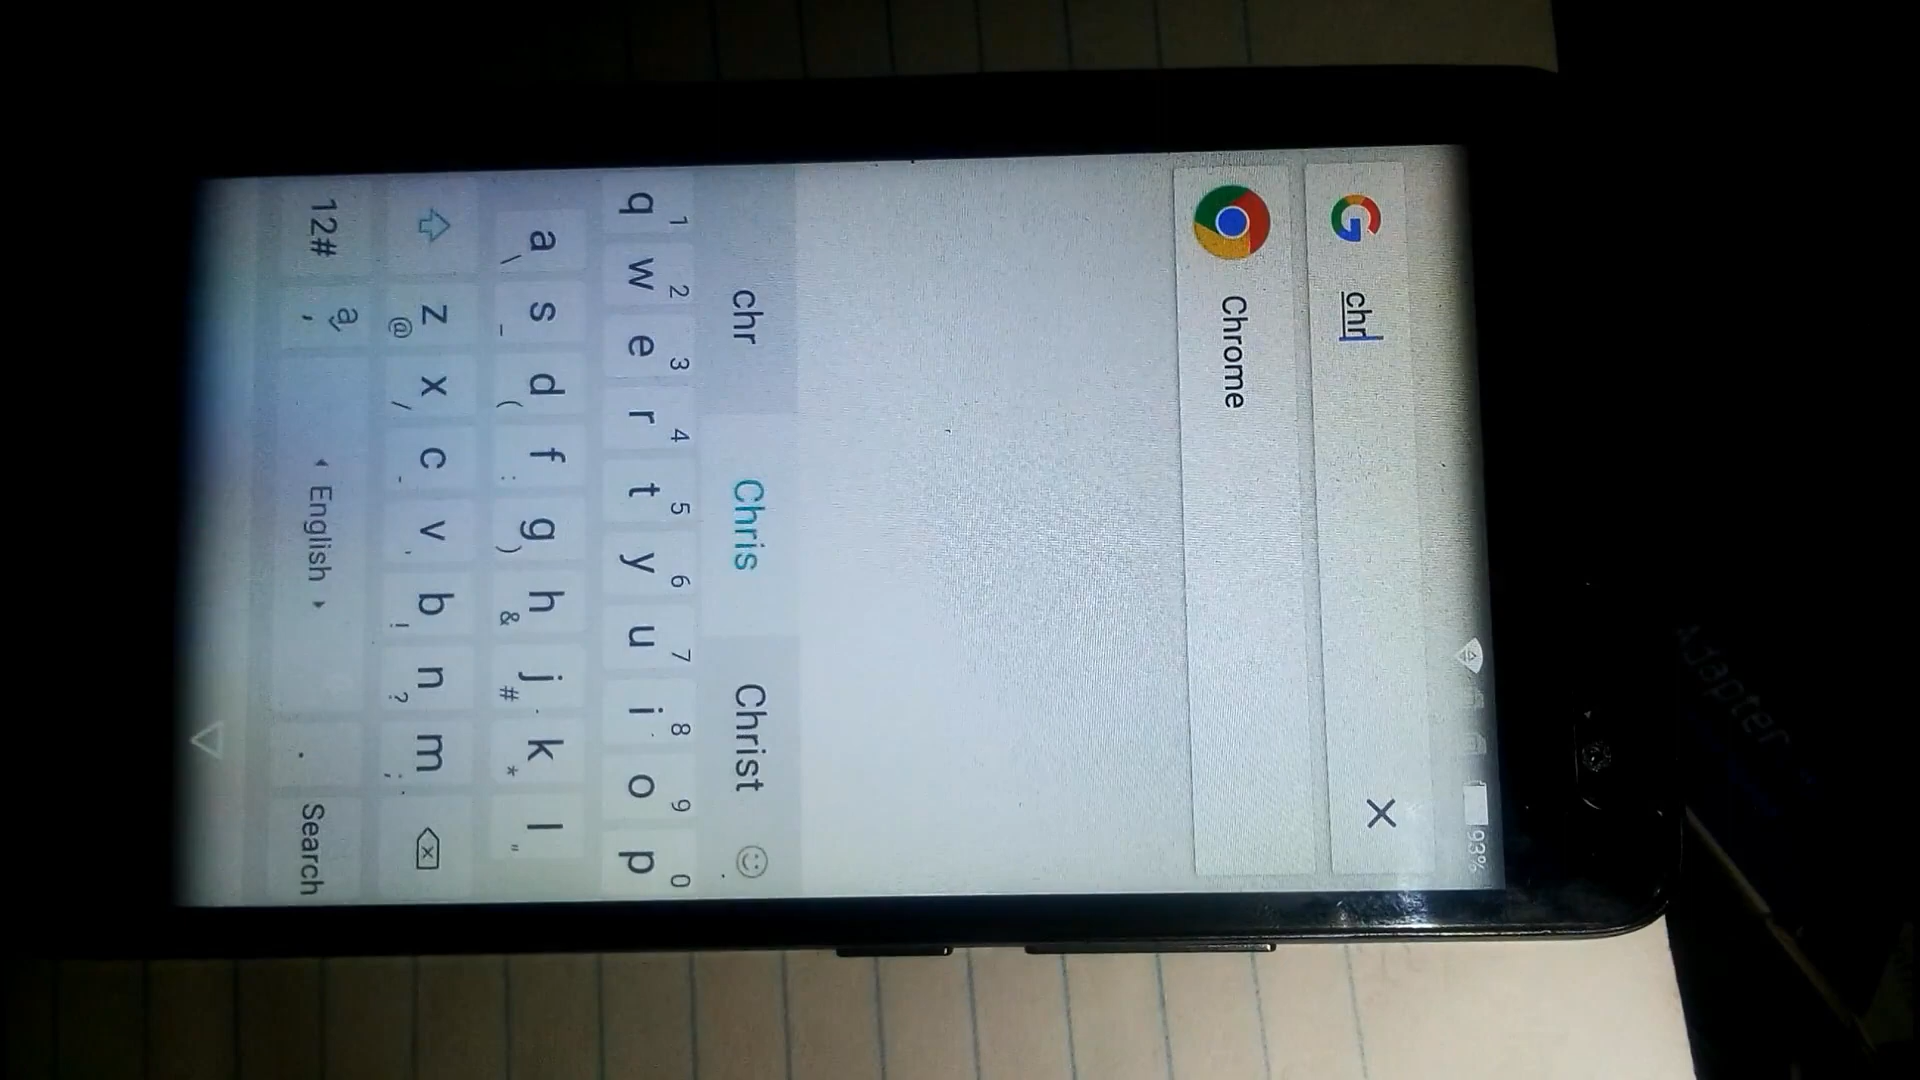 93%
chr
Chrome
chr Chris Christ
1 2 3 4 5 6 7 8 9 0
q w e r t y u i o p
a s d f g h j k l
\ _ ( : ) & # * "
z x c v b n m
@ / - ' ! ? ;
12# a , English . Search